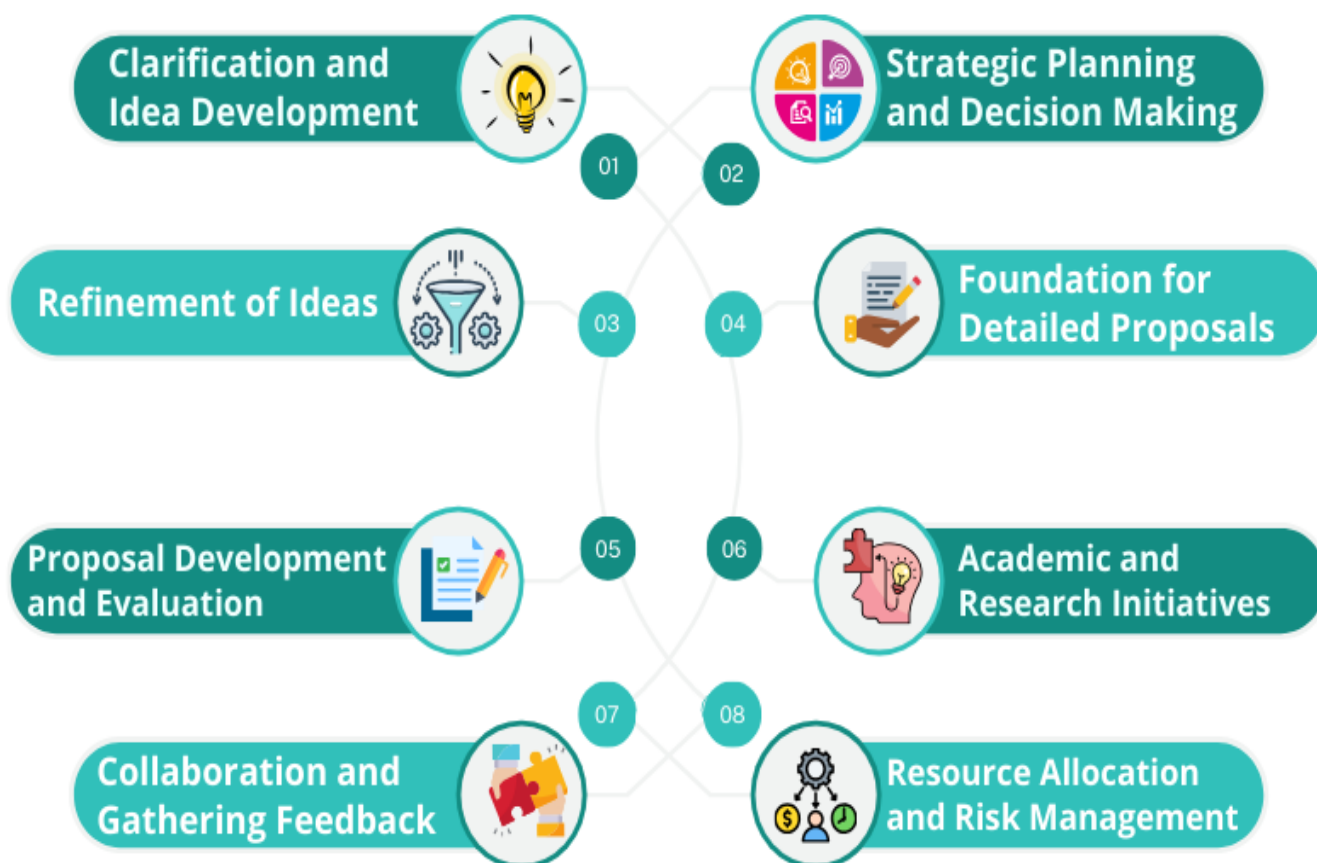 Clarification and
Idea Development
01
02
Strategic Planning
and Decision Making
Refinement of Ideas
03
04
Foundation for
Detailed Proposals
Proposal Development
and Evaluation
05
06
Academic and
Research Initiatives
Collaboration and
Gathering Feedback
07
08
Resource Allocation
and Risk Management